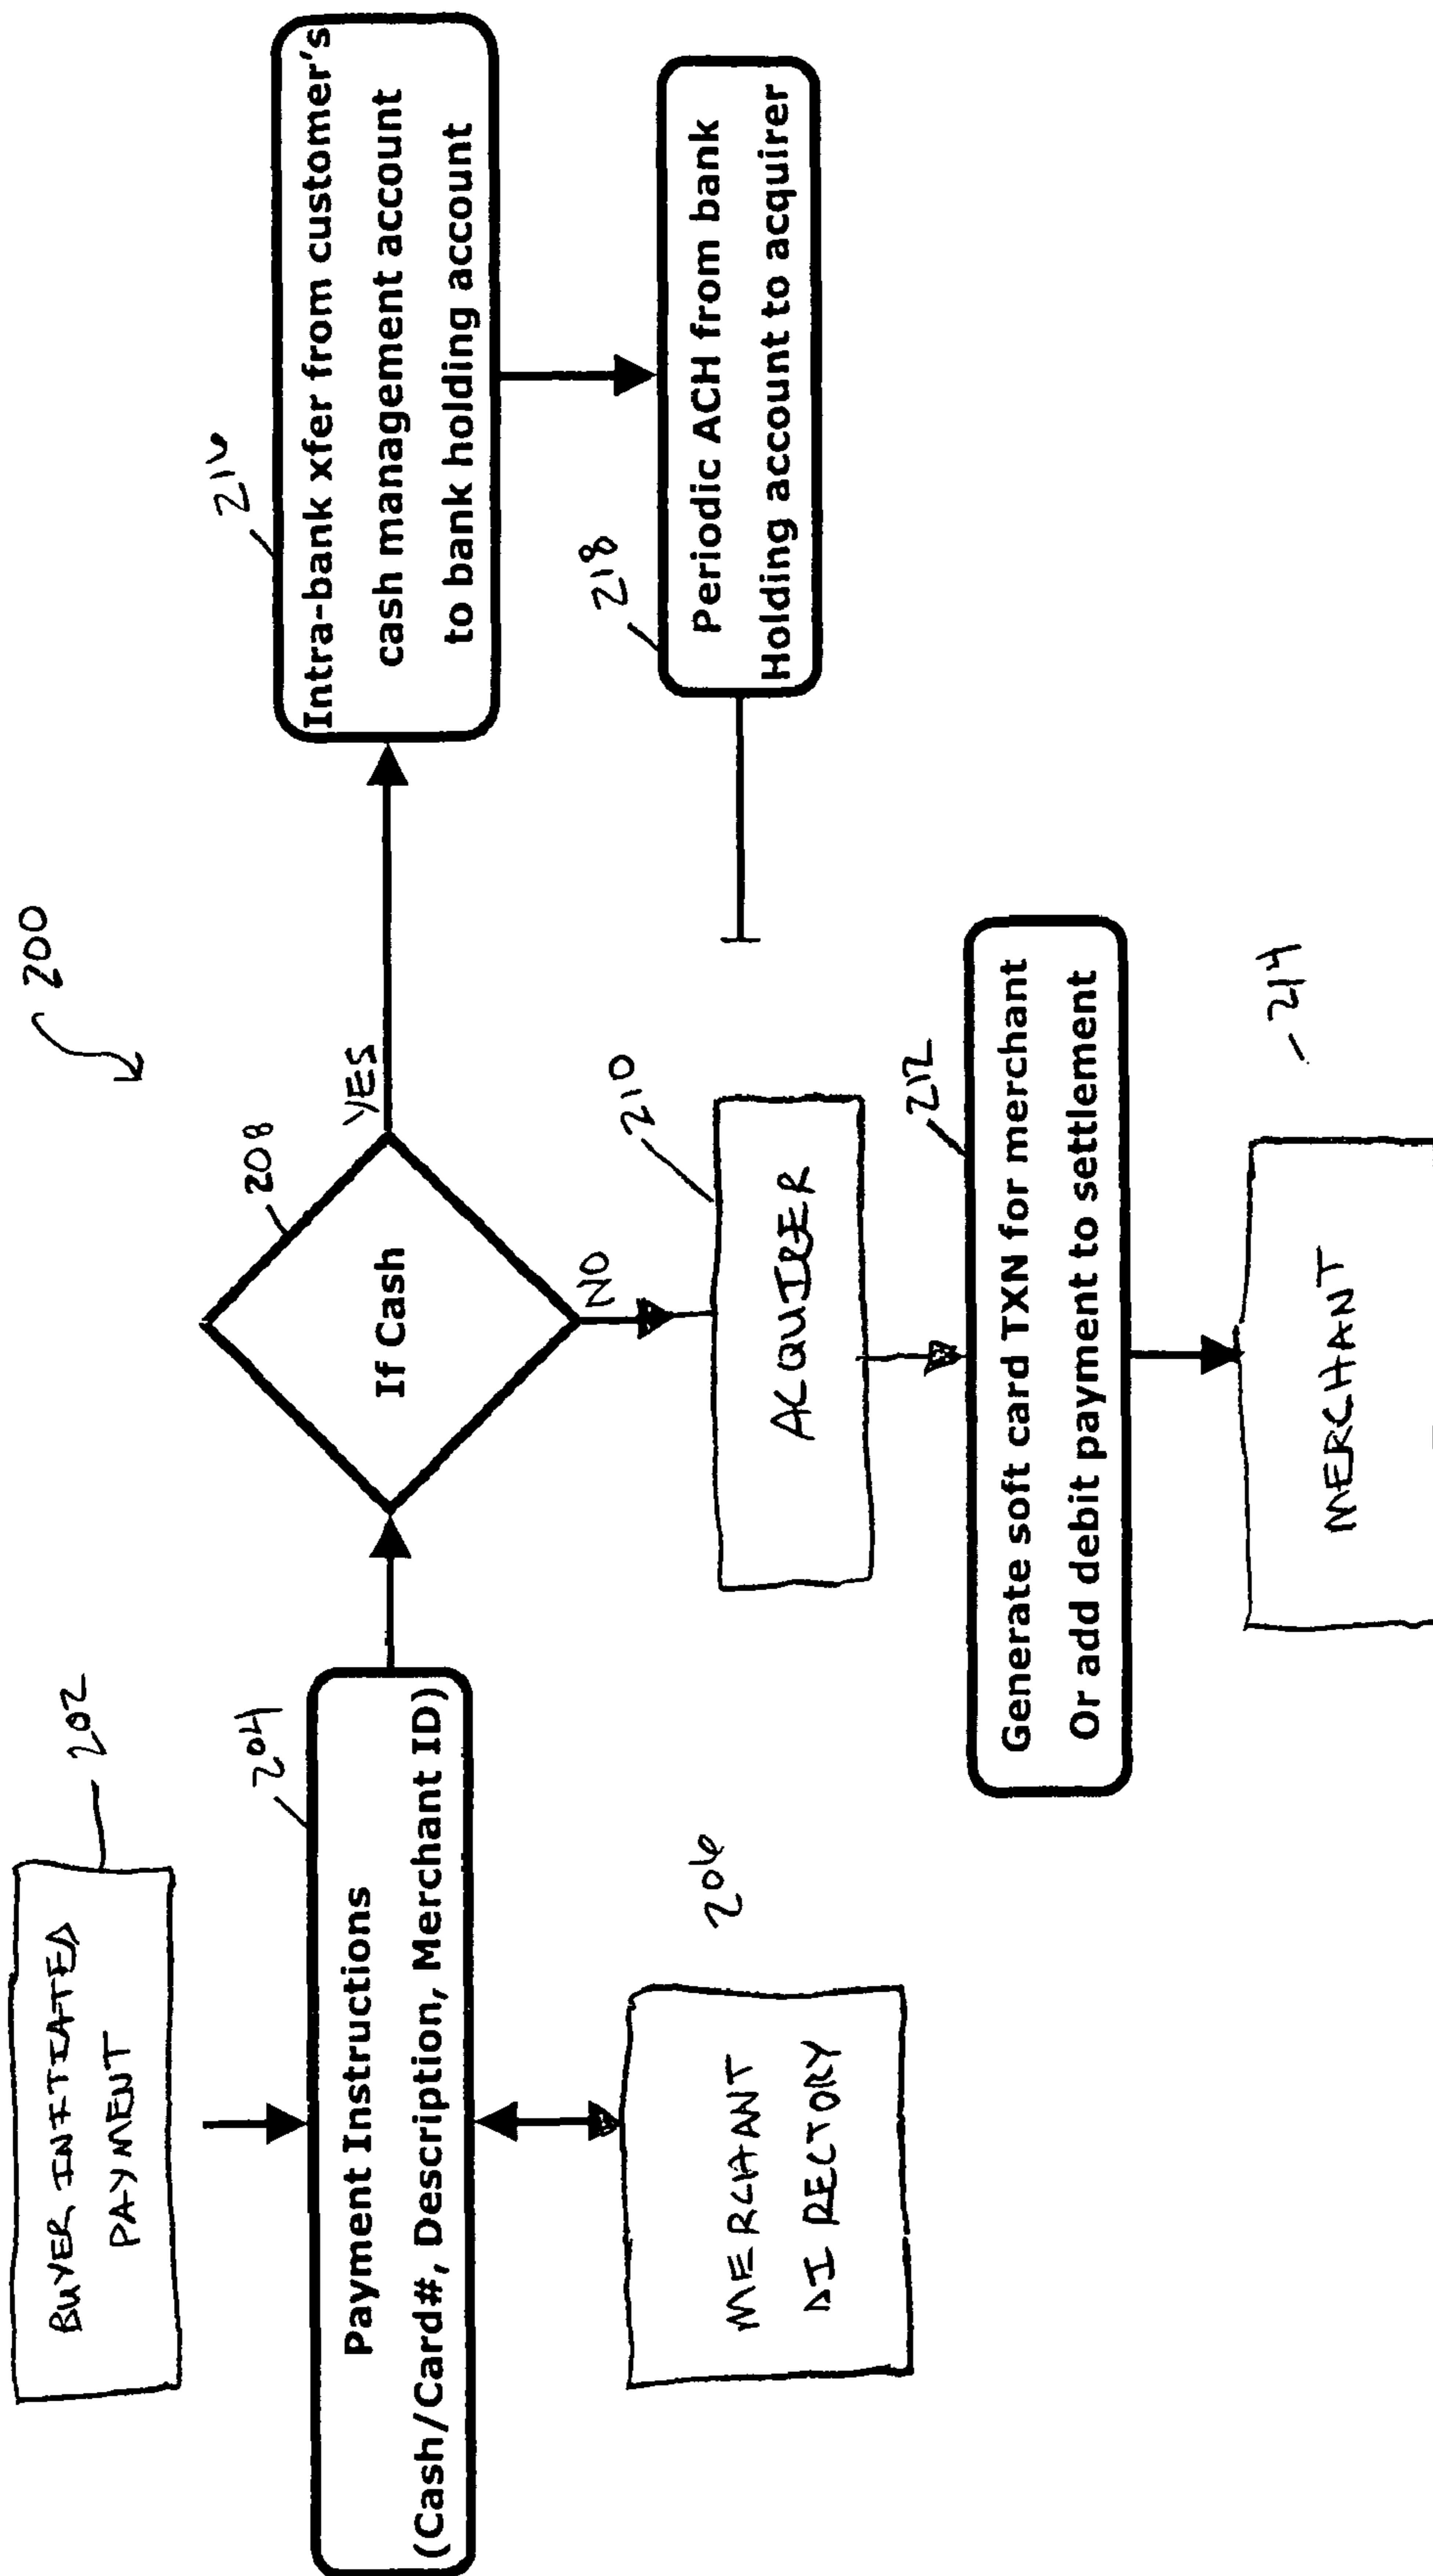 200
BUYER INITIATED
PAYMENT
202
204
Payment Instructions
(Cash/Card#, Description, Merchant ID)
206
MERCHANT
DIRECTORY
208
If Cash
YES
NO
210
ACQUIRER
212
Generate soft card TXN for merchant
Or add debit payment to settlement
214
MERCHANT
216
Intra-bank xfer from customer's
cash management account
to bank holding account
218
Periodic ACH from bank
Holding account to acquirer